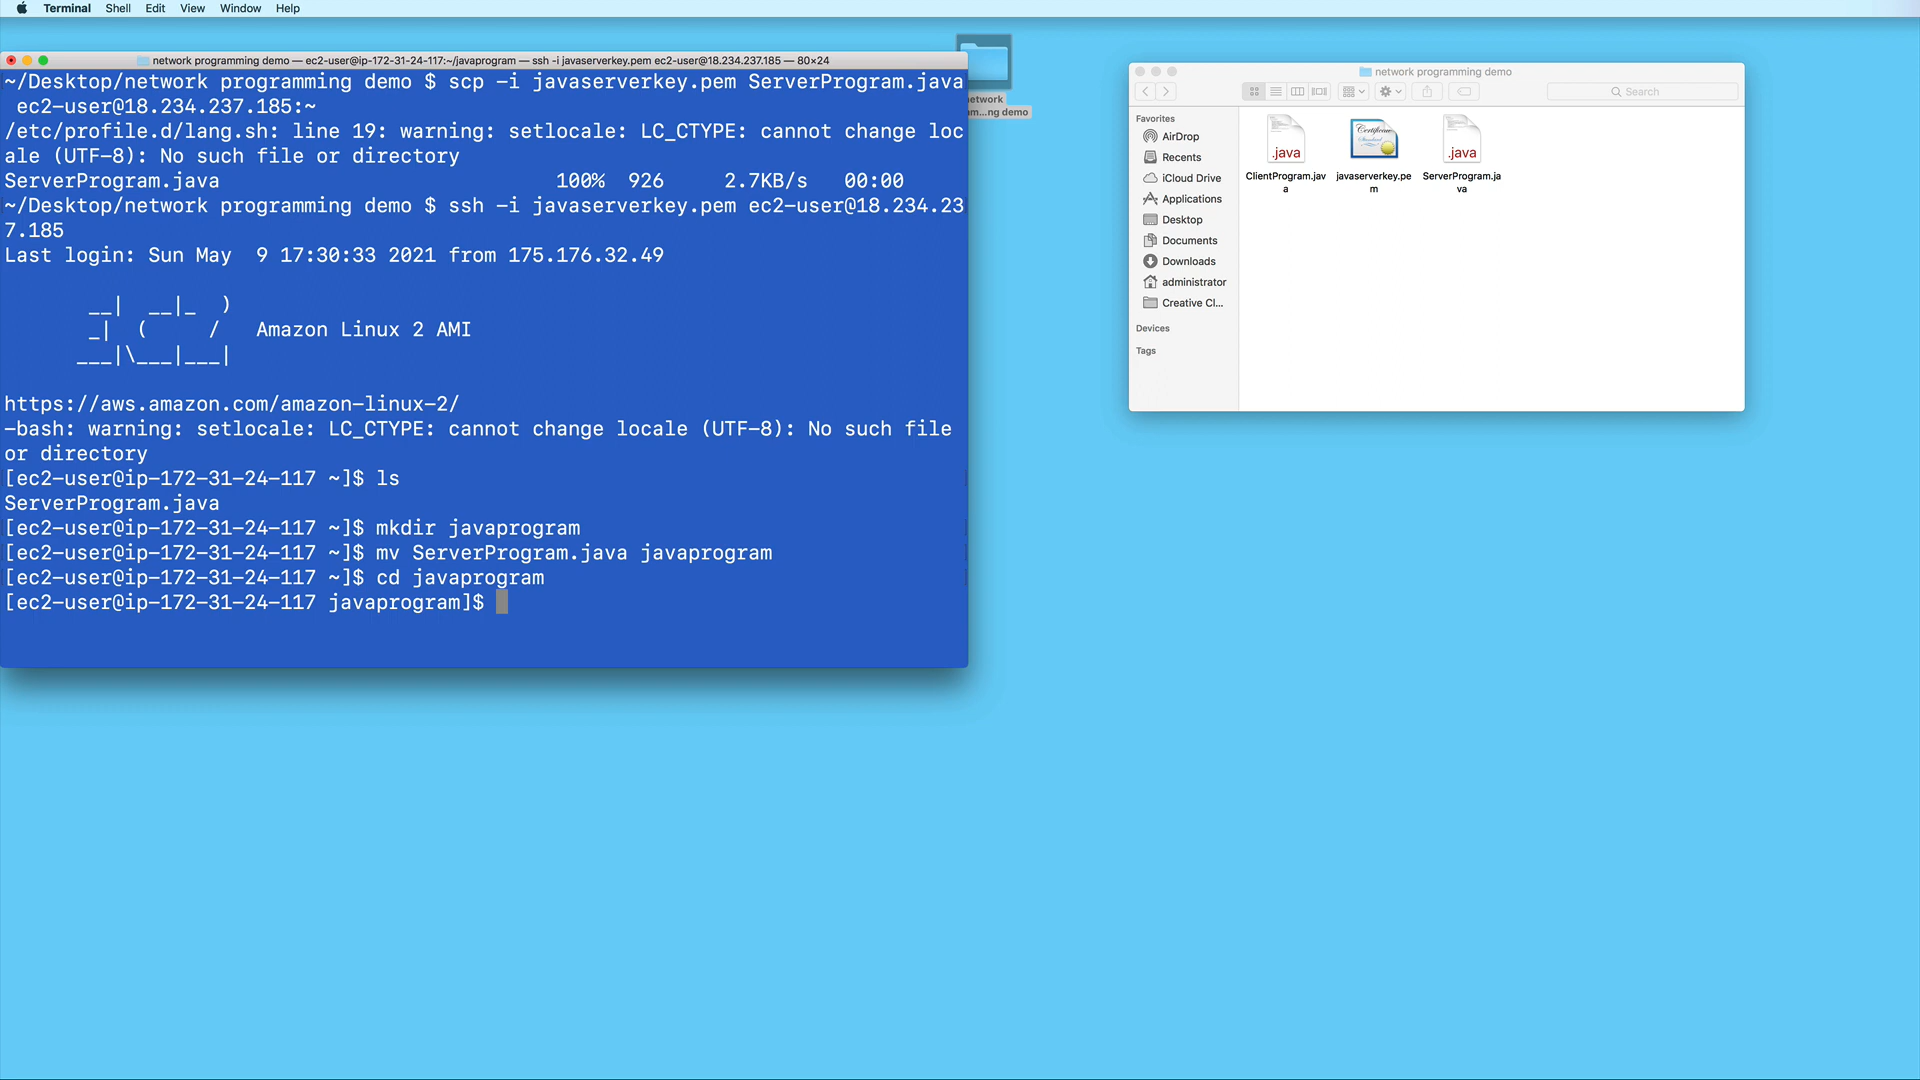 Terminal Shell Edit View Window Help
network programming demo — ec2-user@ip-172-31-24-117:~/javaprogram — ssh -i javaserverkey.pem ec2-user@18.234.237.185 — 80×24
~/Desktop/network programming demo $ scp -i javaserverkey.pem ServerProgram.java
ec2-user@18.234.237.185:~
/etc/profile.d/lang.sh: line 19: warning: setlocale: LC_CTYPE: cannot change loc
ale (UTF-8): No such file or directory
ServerProgram.java 100% 926 2.7KB/s 00:00
~/Desktop/network programming demo $ ssh -i javaserverkey.pem ec2-user@18.234.23
7.185
Last login: Sun May 9 17:30:33 2021 from 175.176.32.49
__| __|_ )
_| ( / Amazon Linux 2 AMI
___|\___|___|
https://aws.amazon.com/amazon-linux-2/
-bash: warning: setlocale: LC_CTYPE: cannot change locale (UTF-8): No such file
or directory
[ec2-user@ip-172-31-24-117 ~]$ ls
ServerProgram.java
[ec2-user@ip-172-31-24-117 ~]$ mkdir javaprogram
[ec2-user@ip-172-31-24-117 ~]$ mv ServerProgram.java javaprogram
[ec2-user@ip-172-31-24-117 ~]$ cd javaprogram
[ec2-user@ip-172-31-24-117 javaprogram]$
etwork
am...ng demo
network programming demo
Search
Favorites
AirDrop
Recents
iCloud Drive
Applications
Desktop
Documents
Downloads
administrator
Creative Cl...
Devices
Tags
.java
ClientProgram.jav
a
Certificate
Standard
javaserverkey.pe
m
.java
ServerProgram.ja
va